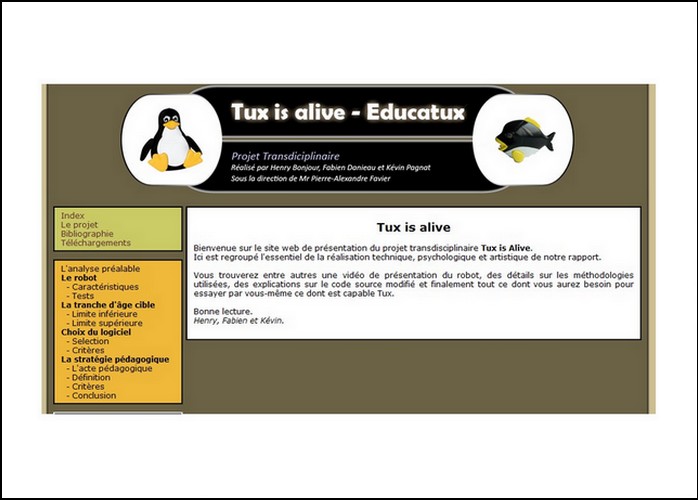 Tux is alive - Educatux
Projet Transdiciplinaire
Réalisé par Henry Bonjour, Fabien Danieau et Kévin Pagnat
Sous la direction de Mr Pierre-Alexandre Favier
Index
Le projet
Bibliographie
Téléchargements
L'analyse préalable
Le robot
- Caractéristiques
- Tests
La tranche d'âge cible
- Limite inférieure
- Limite supérieure
Choix du logiciel
- Selection
- Critères
La stratégie pédagogique
- L'acte pédagogique
- Définition
- Critères
- Conclusion
Tux is alive
Bienvenue sur le site web de présentation du projet transdisciplinaire Tux is Alive.
Ici est regroupé l'essentiel de la réalisation technique, psychologique et artistique de notre rapport.
Vous trouverez entre autres une vidéo de présentation du robot, des détails sur les méthodologies
utilisées, des explications sur le code source modifié et finalement tout ce dont vous aurez besoin pour
essayer par vous-même ce dont est capable Tux.
Bonne lecture.
Henry, Fabien et Kévin.